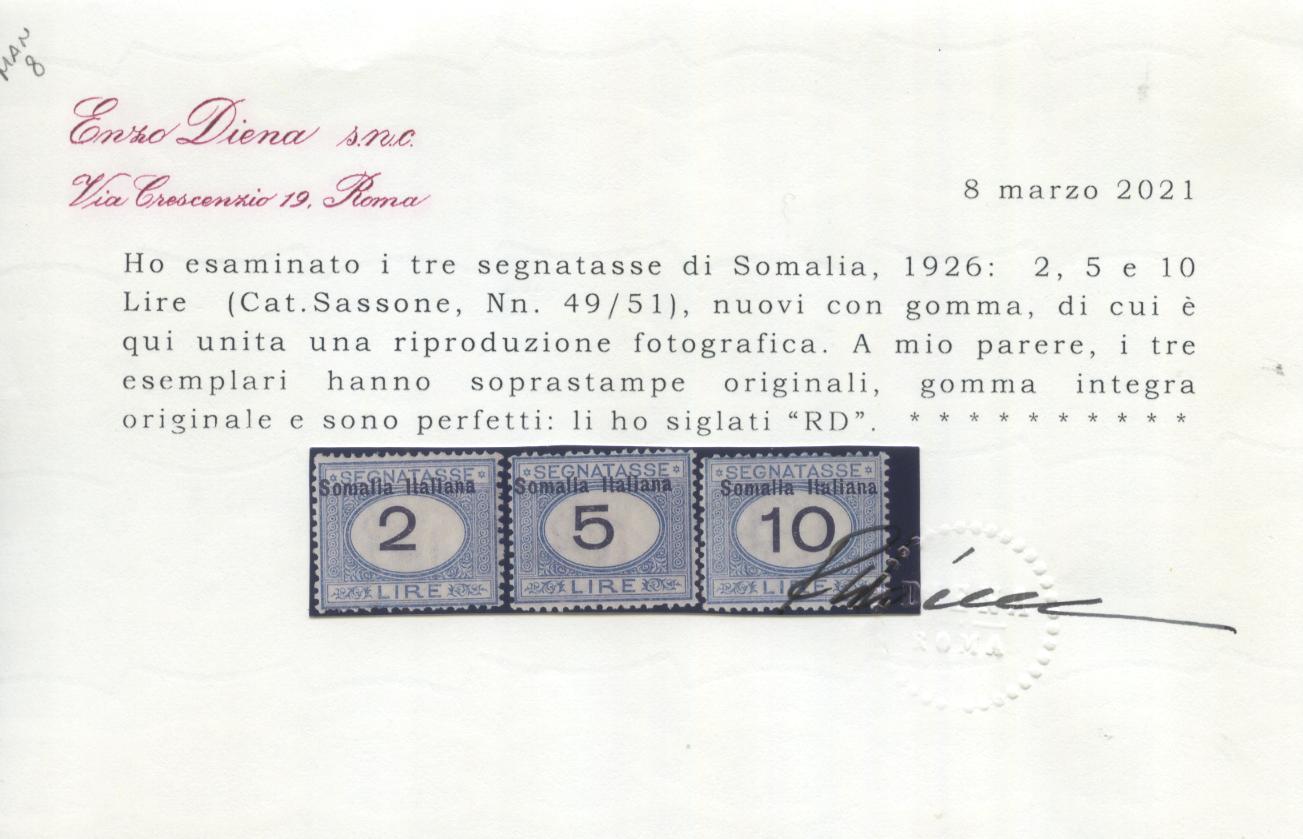 MAN
8
Enzo Diena s.n.c.
Via Crescenzio 19, Roma
8 marzo 2021
Ho esaminato i tre segnatasse di Somalia, 1926: 2, 5 e 10
Lire (Cat.Sassone, Nn. 49/51), nuovi con gomma, di cui è
qui unita una riproduzione fotografica. A mio parere, i tre
esemplari hanno soprastampe originali, gomma integra
originale e sono perfetti: li ho siglati “RD”. * * * * * * * * * *
SEGNATASSE SEGNATASSE SEGNATASSE
Somalia Italiana Somalia Italiana Somalia Italiana
2 5 10
LIRE LIRE LIRE